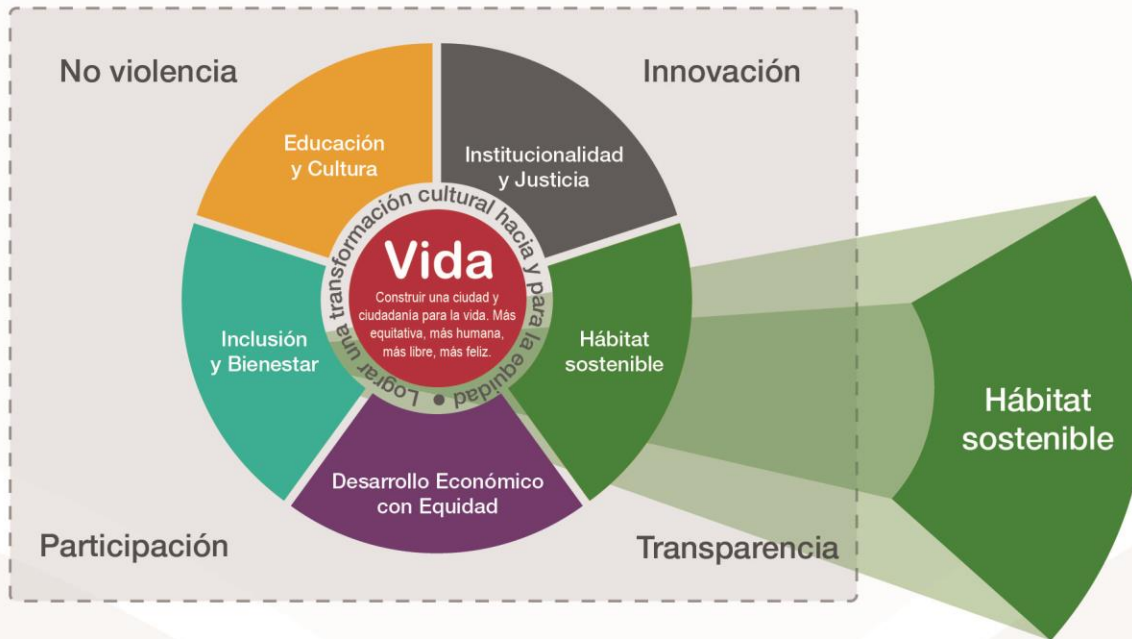 No violencia
Innovación
Educación
y Cultura
Institucionalidad
y Justicia
Lograr una transformación cultural hacia y para la equidad •
Vida
Construir una ciudad y
ciudadanía para la vida. Más
equitativa, más humana,
más libre, más feliz.
Inclusión
y Bienestar
Hábitat
sostenible
Hábitat
sostenible
Desarrollo Económico
con Equidad
Participación
Transparencia